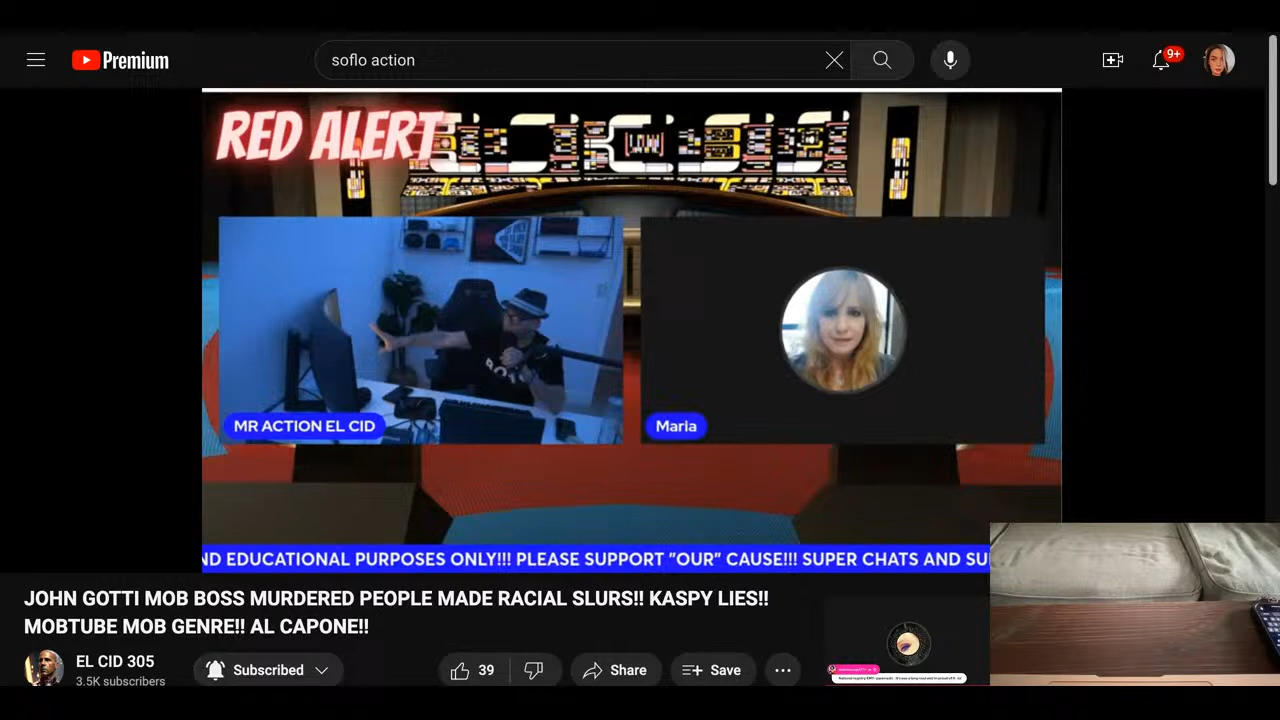 Premium
soflo action
9+
RED ALERT
MR ACTION EL CID
Maria
ND EDUCATIONAL PURPOSES ONLY!!! PLEASE SUPPORT "OUR" CAUSE!!! SUPER CHATS AND SU
JOHN GOTTI MOB BOSS MURDERED PEOPLE MADE RACIAL SLURS!! KASPY LIES!!
MOBTUBE MOB GENRE!! AL CAPONE!!
EL CID 305
3.5K subscribers
Subscribed
39
Share
Save